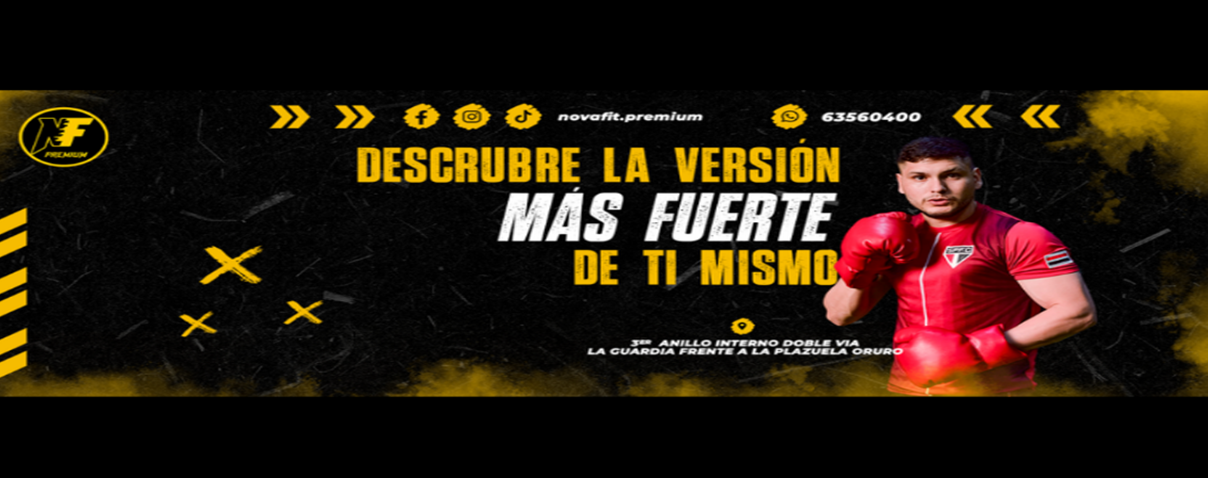 NF
PREMIUM
novafit.premium
63560400
DESCRUBRE LA VERSIÓN
MÁS FUERTE
DE TI MISMO
SPFC
3ER ANILLO INTERNO DOBLE VIA
LA GUARDIA FRENTE A LA PLAZUELA ORURO